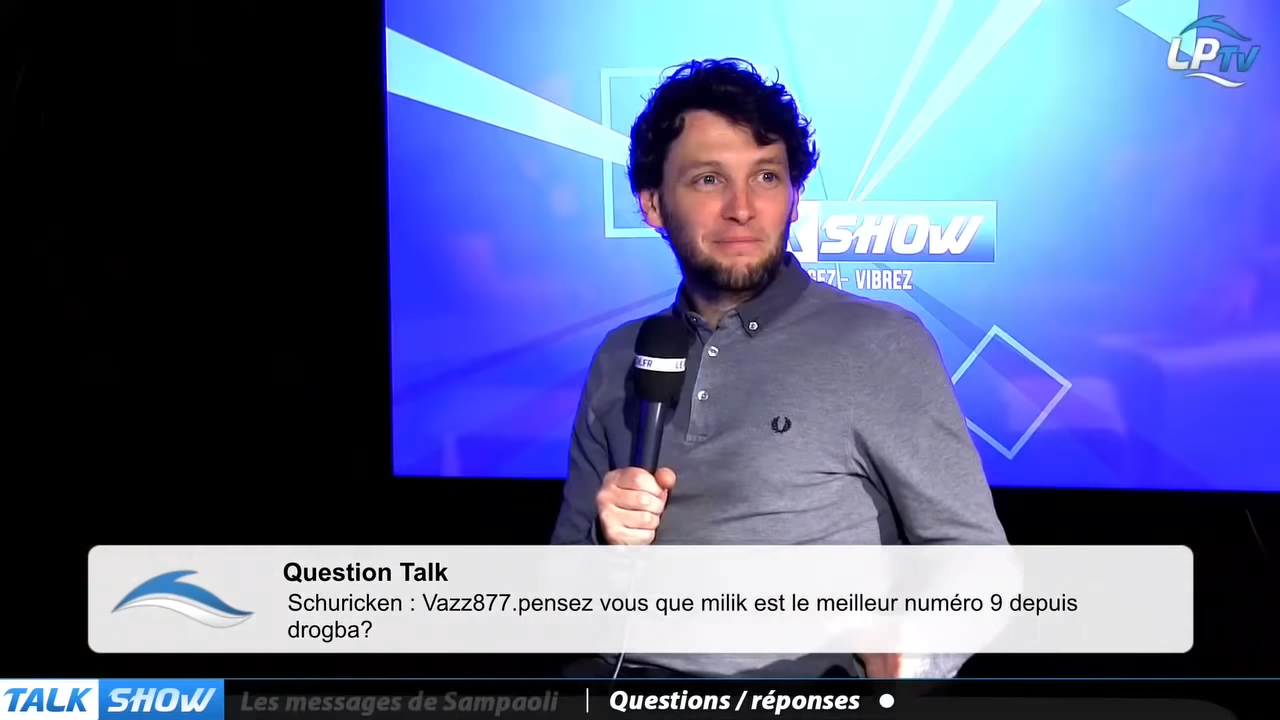 LPTV
SHOW
- VIBREZ
Question Talk
Schuricken : Vazz877.pensez vous que milik est le meilleur numéro 9 depuis
drogba?
TALK SHOW
Les messages de Sampaoli | Questions / réponses